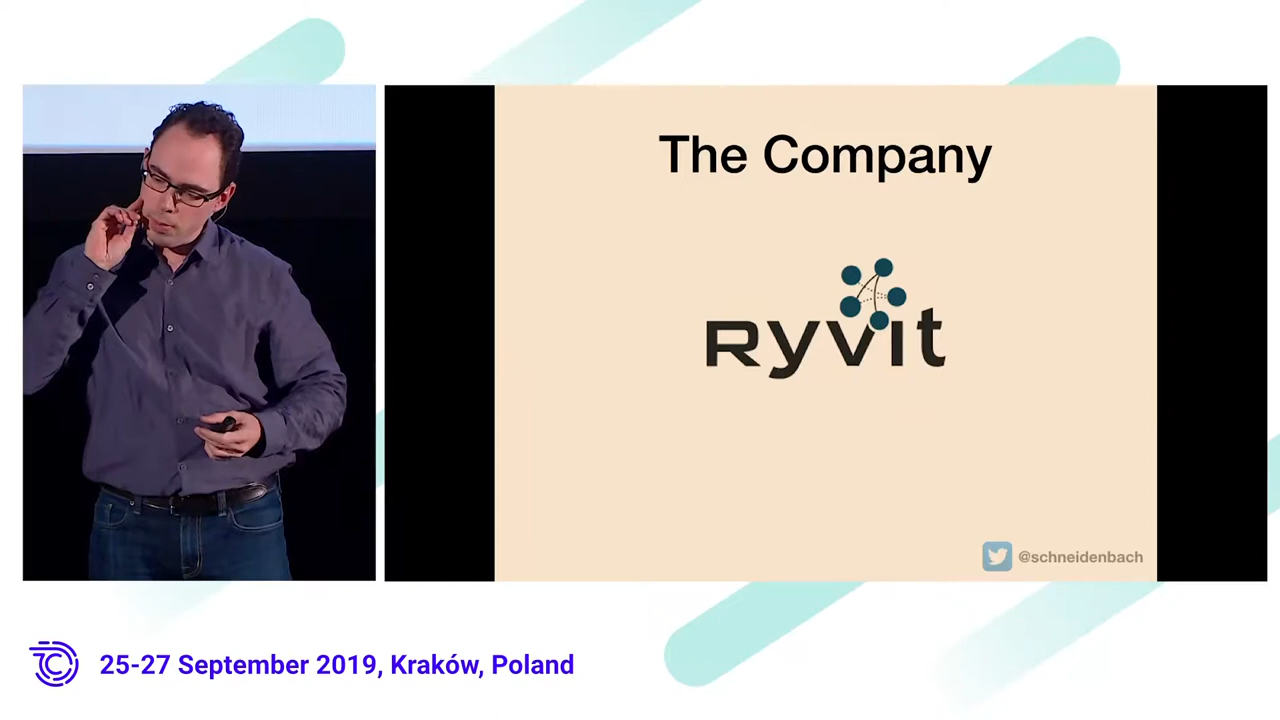 The Company
Ryvit
@schneidenbach
25-27 September 2019, Kraków, Poland